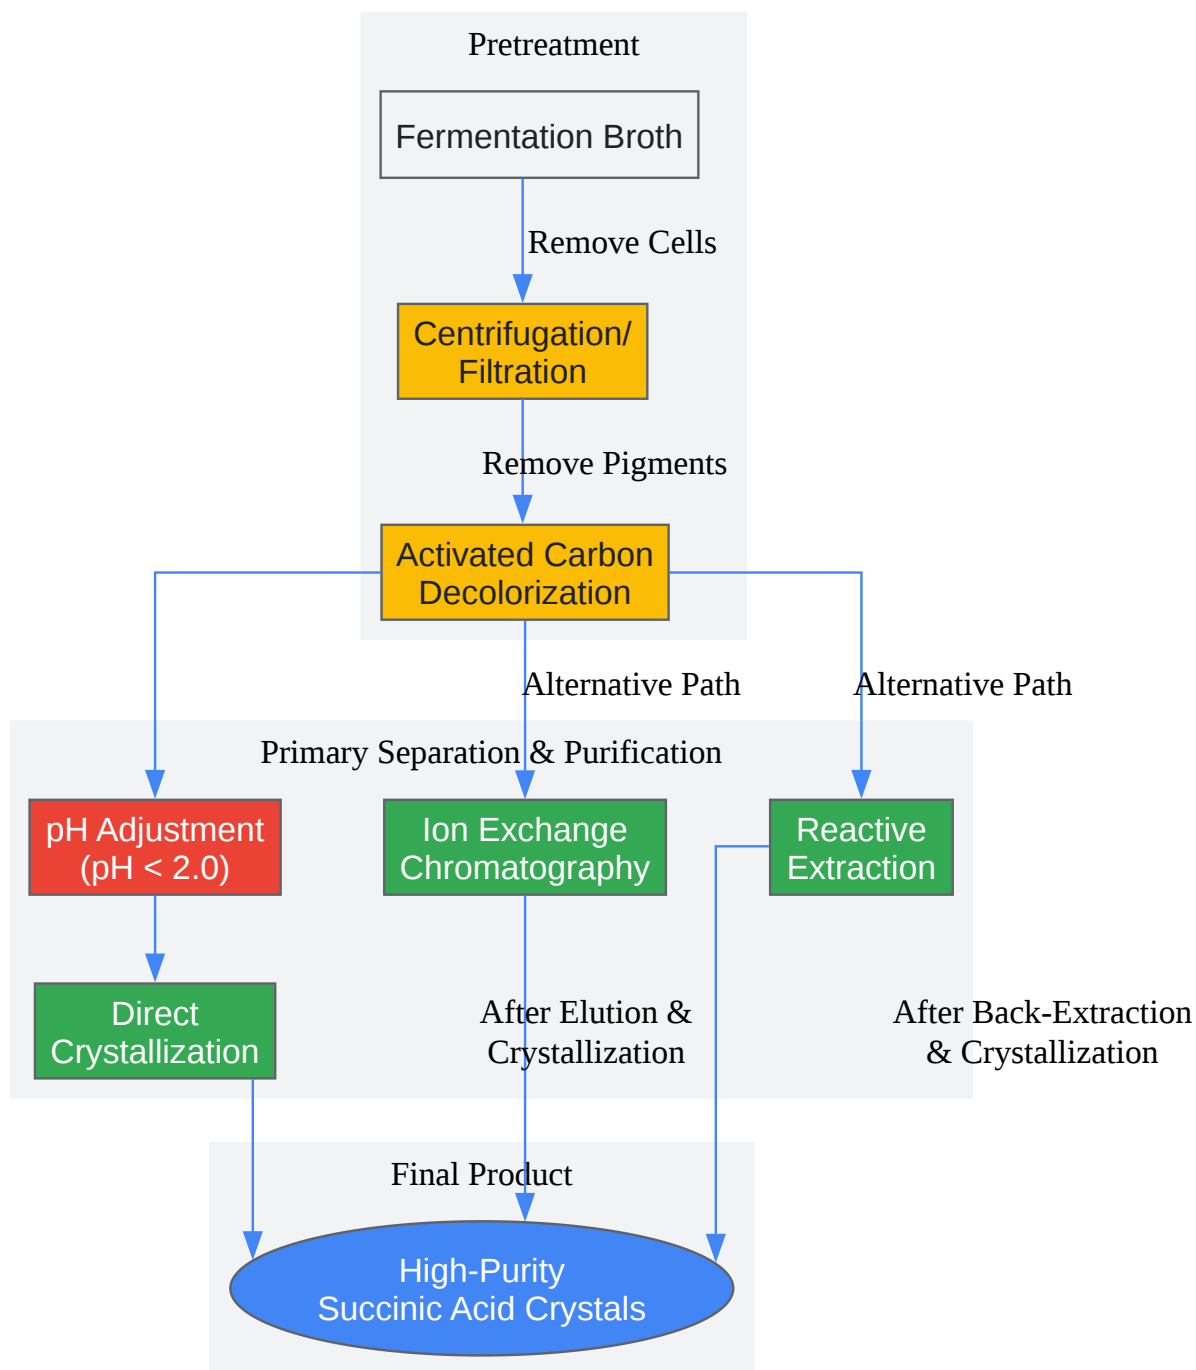 Pretreatment
Fermentation Broth
Remove Cells
Centrifugation/
Filtration
Remove Pigments
Activated Carbon
Decolorization
Alternative Path
Alternative Path
Primary Separation & Purification
pH Adjustment
(pH < 2.0)
Ion Exchange
Chromatography
Reactive
Extraction
Direct
Crystallization
After Elution &
Crystallization
After Back-Extraction
& Crystallization
Final Product
High-Purity
Succinic Acid Crystals